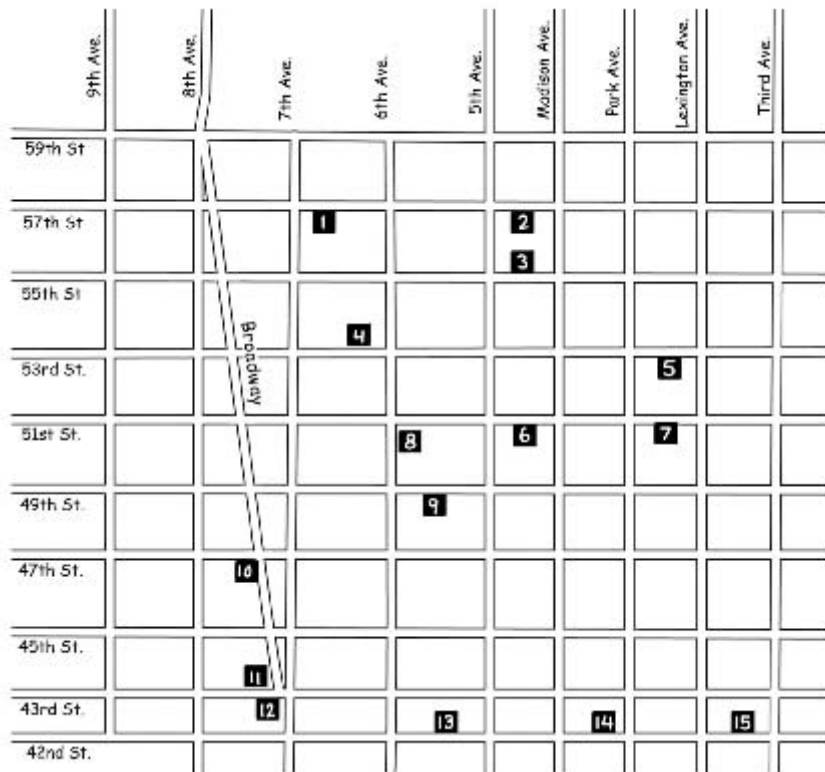 9th Ave.
8th Ave.
7th Ave.
6th Ave.
5th Ave.
Madison Ave.
Park Ave.
Lexington Ave.
Third Ave.
59th St
57th St
1
2
3
55th St
4
Broadway
53rd St.
5
51st St.
8
6
7
49th St.
9
47th St.
10
45th St.
11
43rd St.
12
13
14
15
42nd St.